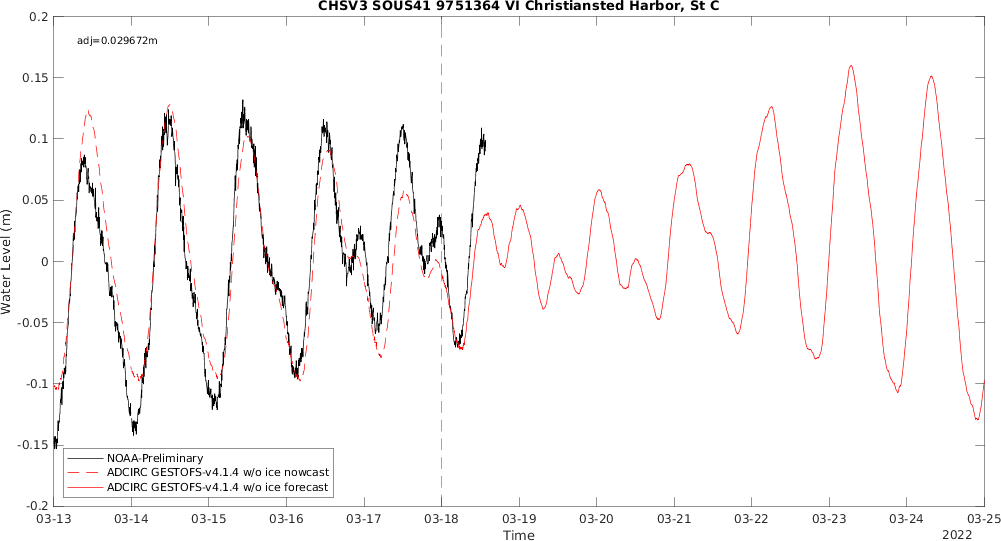 CHSV3 SOUS41 9751364 VI Christiansted Harbor, St C
adj=0.029672m
0.2
0.15
0.1
0.05
0
-0.05
-0.1
-0.15
-0.2
Water Level (m)
NOAA-Preliminary
ADCIRC GESTOFS-v4.1.4 w/o ice nowcast
ADCIRC GESTOFS-v4.1.4 w/o ice forecast
03-13 03-14 03-15 03-16 03-17 03-18 03-19 03-20 03-21 03-22 03-23 03-24 03-25
Time
2022